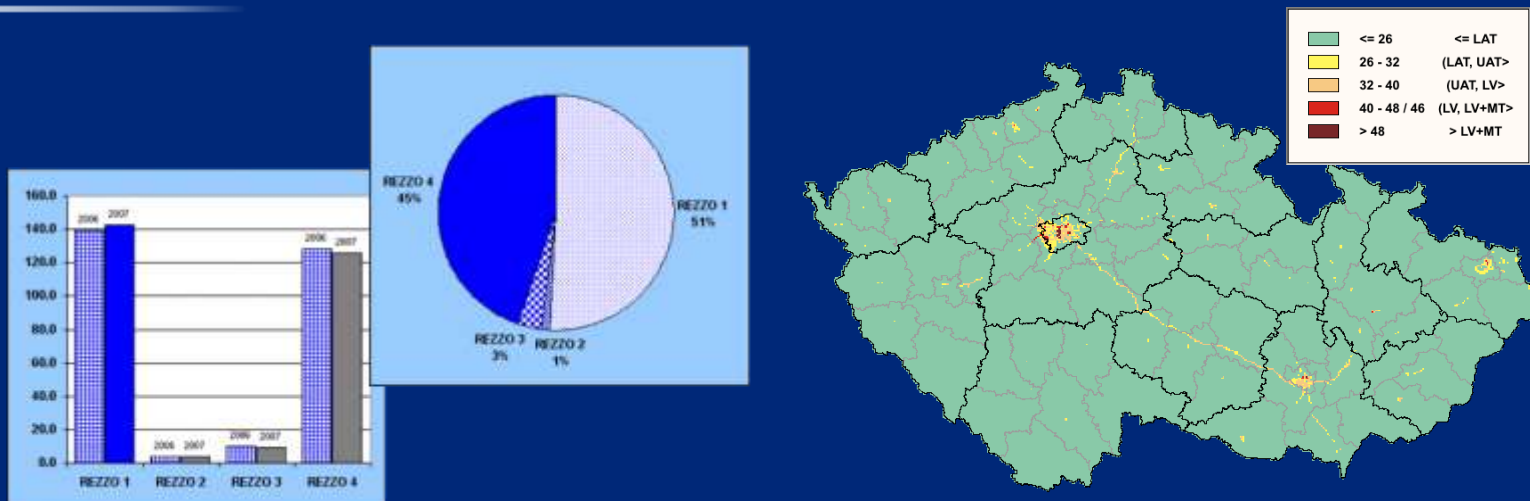 160.0
140.0
120.0
100.0
80.0
60.0
40.0
20.0
0.0
2006 2007
2006 2007
2006 2007
2006 2007
REZZO 1 REZZO 2 REZZO 3 REZZO 4
REZZO 4
45%
REZZO 1
51%
REZZO 3
3%
REZZO 2
1%
<= 26 <= LAT
26 - 32 (LAT, UAT>
32 - 40 (UAT, LV>
40 - 48 / 46 (LV, LV+MT>
> 48 > LV+MT